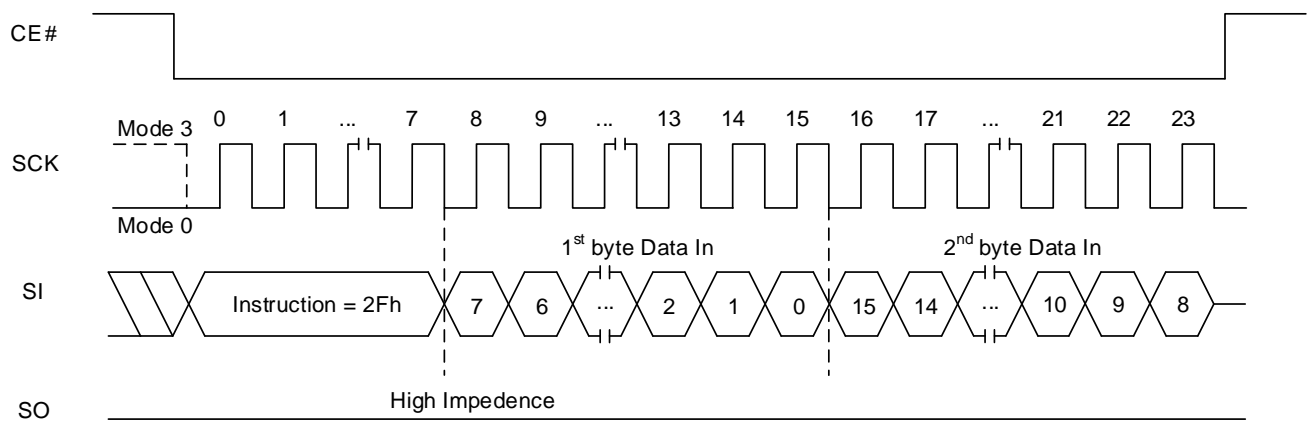 CE#
0 1 ... 7 8 9 ... 13 14 15 16 17 ... 21 22 23
Mode 3
SCK
Mode 0
1st byte Data In 2nd byte Data In
SI Instruction = 2Fh 7 6 ... 2 1 0 15 14 ... 10 9 8
High Impedence
SO